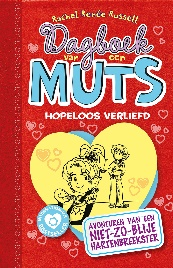 Rachel Renée Russell
Dagboek
van een
MUTS
HOPELOOS VERLIEFD
AVONTUREN VAN EEN
NIET-ZO-BLIJE
HARTENBREEKSTER